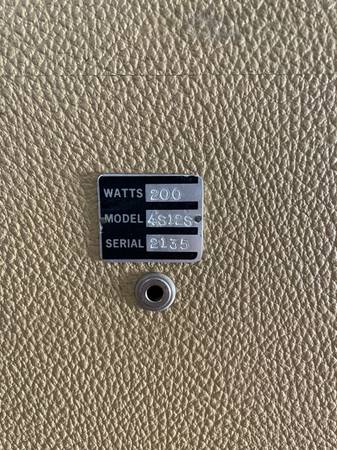 WATTS 200
MODEL 4S12S
SERIAL 2135